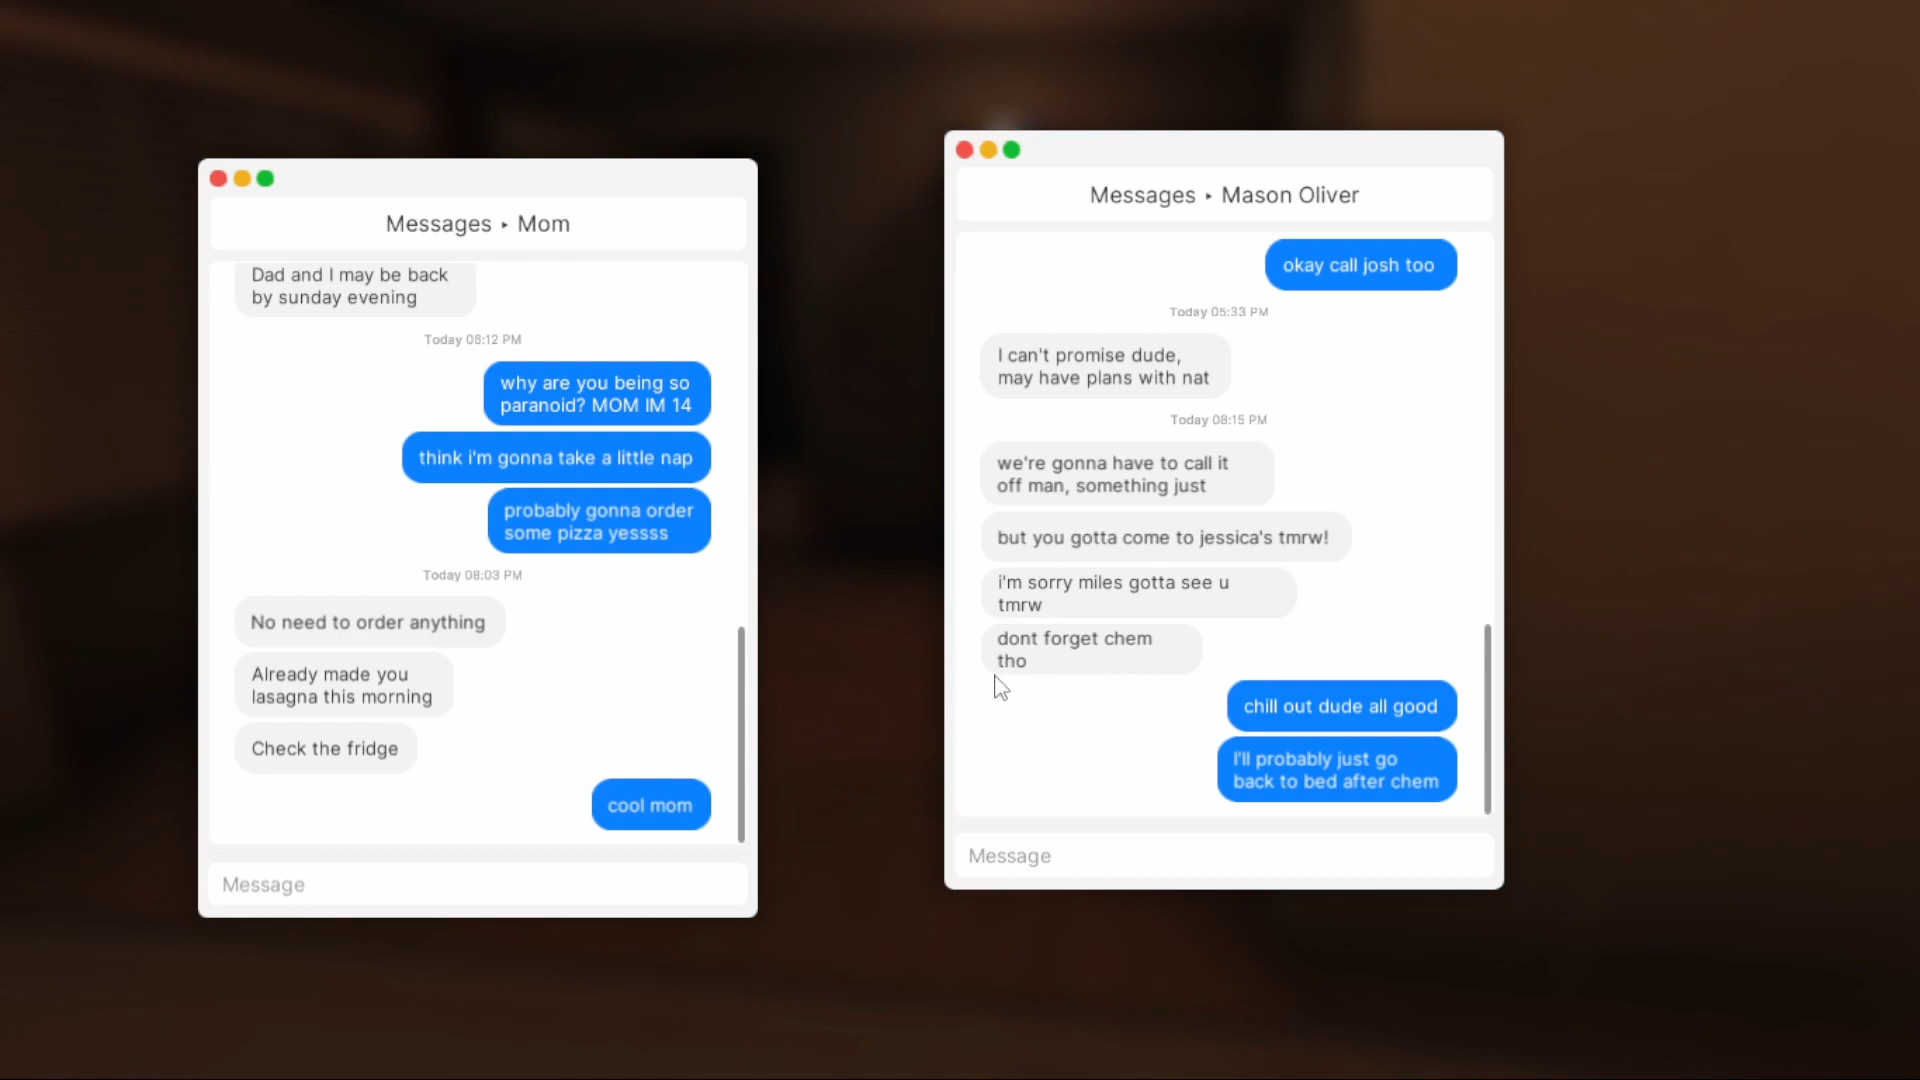 Messages ▸ Mom
Dad and I may be back
by sunday evening
Today 08:12 PM
why are you being so
paranoid? MOM IM 14
think i'm gonna take a little nap
probably gonna order
some pizza yessss
Today 08:03 PM
No need to order anything
Already made you
lasagna this morning
Check the fridge
cool mom
Message
Messages ▸ Mason Oliver
okay call josh too
Today 05:33 PM
I can't promise dude,
may have plans with nat
Today 08:15 PM
we're gonna have to call it
off man, something just
but you gotta come to jessica's tmrw!
i'm sorry miles gotta see u
tmrw
dont forget chem
tho
chill out dude all good
I'll probably just go
back to bed after chem
Message